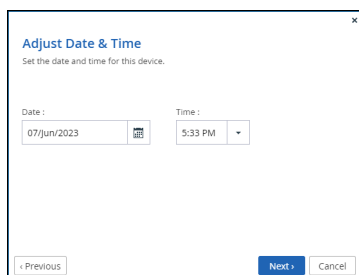 ×
Adjust Date & Time
Set the date and time for this device.
Date : Time :
07/Jun/2023 5:33 PM
‹ Previous Next › Cancel